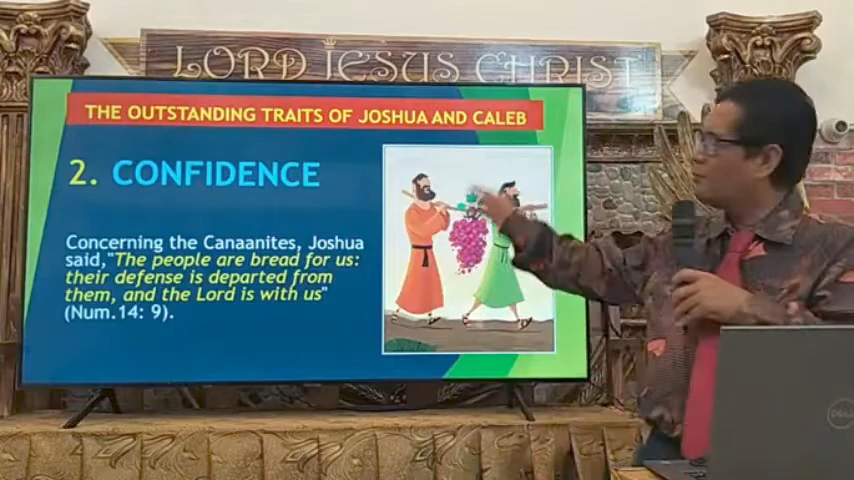 LORD JESUS CHRIST
THE OUTSTANDING TRAITS OF JOSHUA AND CALEB
2. CONFIDENCE
Concerning the Canaanites, Joshua
said,"The people are bread for us:
their defense is departed from
them, and the Lord is with us"
(Num.14: 9).
DELL